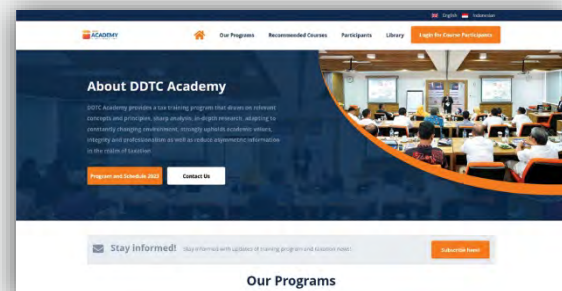 English Indonesian
ACADEMY
Our Programs Recommended Courses Participants Library Login for Course Participants
About DDTC Academy
DDTC Academy provides a tax training program that draws on relevant
concepts and principles, sharp analysis, in-depth research, adapting to
constantly changing environment, strongly upholds academic values,
integrity and professionalism as well as reduce asymmetric information
in the realm of taxation
Program and Schedule 2022 Contact Us
Stay informed! Stay informed with updates of training program and taxation news!
Subscribe here!
Our Programs